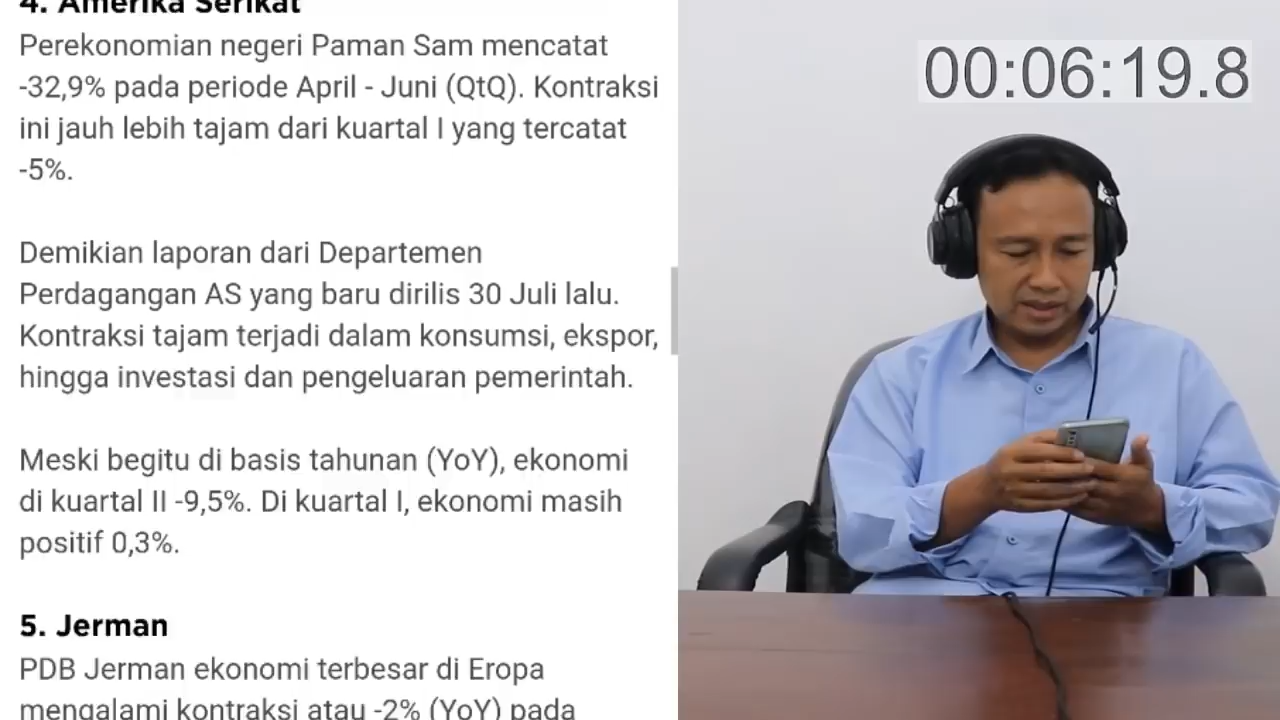 4. Amerika Serikat
Perekonomian negeri Paman Sam mencatat
-32,9% pada periode April - Juni (QtQ). Kontraksi
ini jauh lebih tajam dari kuartal I yang tercatat
-5%.
Demikian laporan dari Departemen
Perdagangan AS yang baru dirilis 30 Juli lalu.
Kontraksi tajam terjadi dalam konsumsi, ekspor,
hingga investasi dan pengeluaran pemerintah.
Meski begitu di basis tahunan (YoY), ekonomi
di kuartal II -9,5%. Di kuartal I, ekonomi masih
positif 0,3%.
5. Jerman
PDB Jerman ekonomi terbesar di Eropa
mengalami kontraksi atau -2% (YoY) pada
00:06:19.8